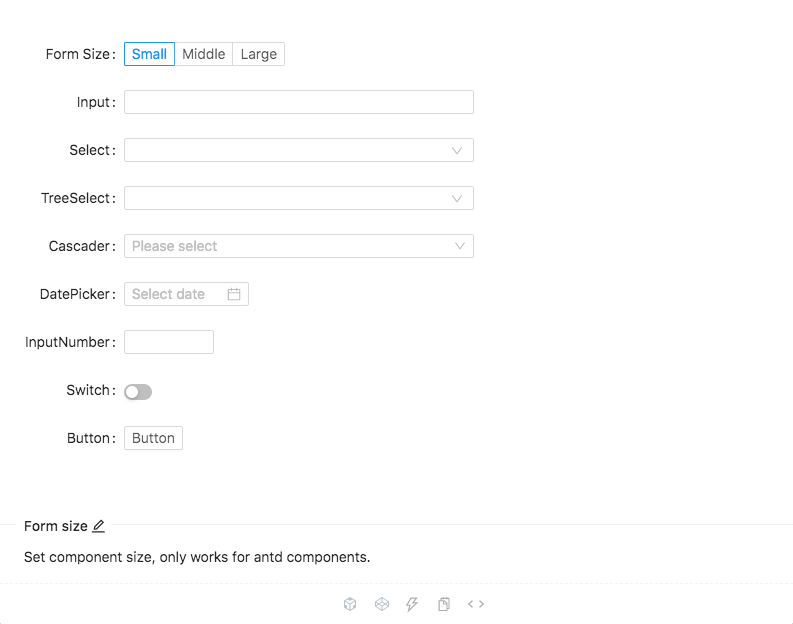 Form Size: Small Middle Large
Input:
Select:
TreeSelect:
Cascader: Please select
DatePicker: Select date
InputNumber:
Switch:
Button: Button
Form size
Set component size, only works for antd components.